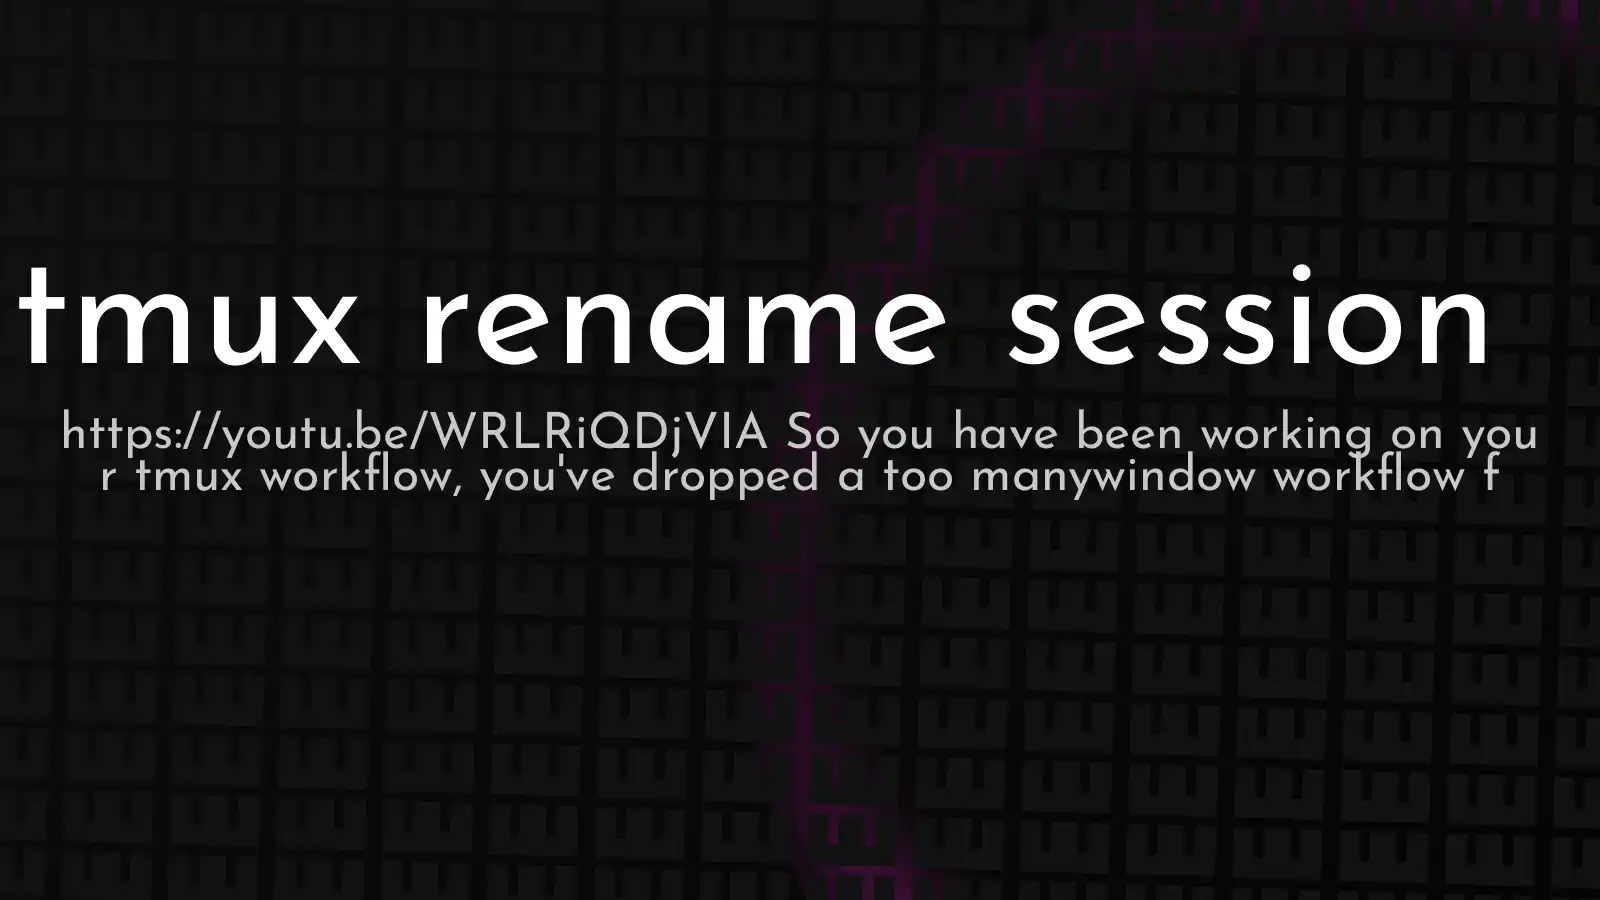 tmux rename session
https://youtu.be/WRLRiQDjVIA So you have been working on you
r tmux workflow, you've dropped a too manywindow workflow f